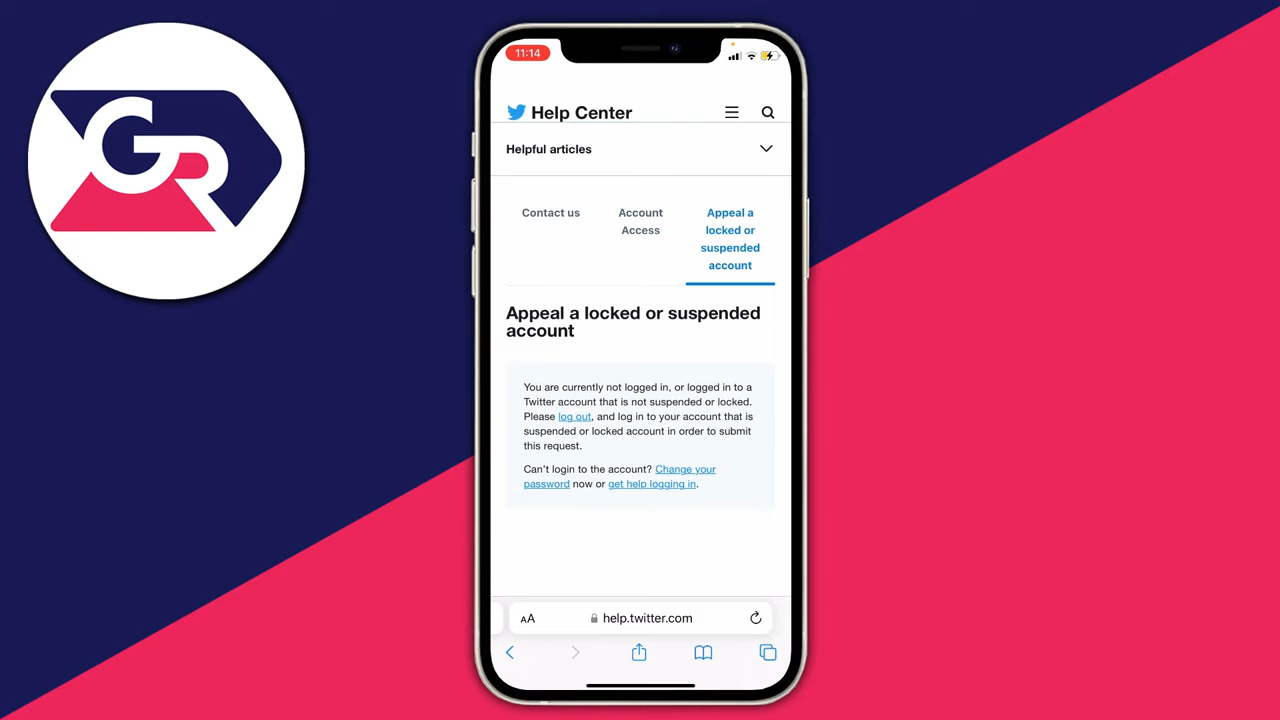 GR
11:14
Help Center
Helpful articles
Contact us
Account
Access
Appeal a
locked or
suspended
account
Appeal a locked or suspended
account
You are currently not logged in, or logged in to a
Twitter account that is not suspended or locked.
Please log out, and log in to your account that is
suspended or locked account in order to submit
this request.
Can't login to the account? Change your
password now or get help logging in.
AA
help.twitter.com